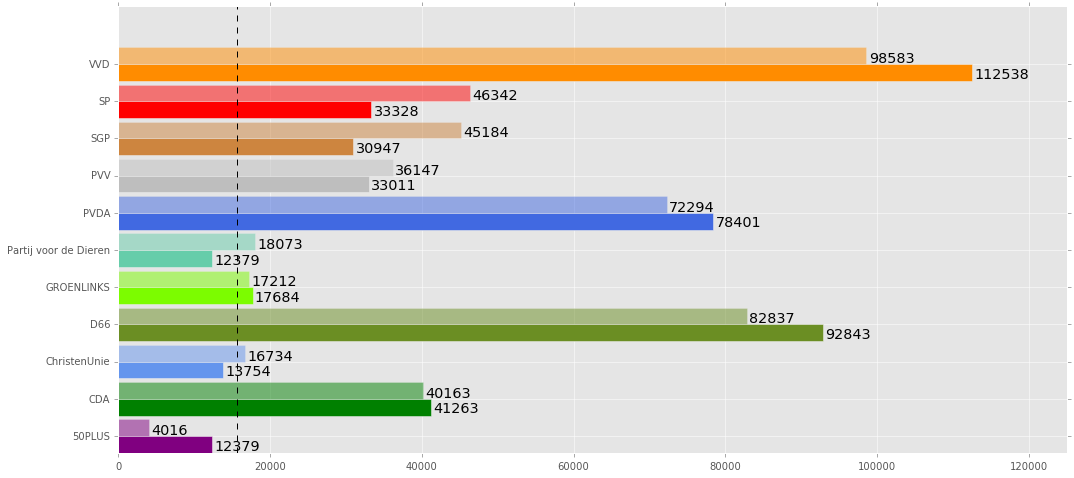 VVD
98583
112538
SP
46342
33328
SGP
45184
30947
PVV
36147
33011
PVDA
72294
78401
Partij voor de Dieren
18073
12379
GROENLINKS
17212
17684
D66
82837
92843
ChristenUnie
16734
13754
CDA
40163
41263
50PLUS
4016
12379
0 20000 40000 60000 80000 100000 120000